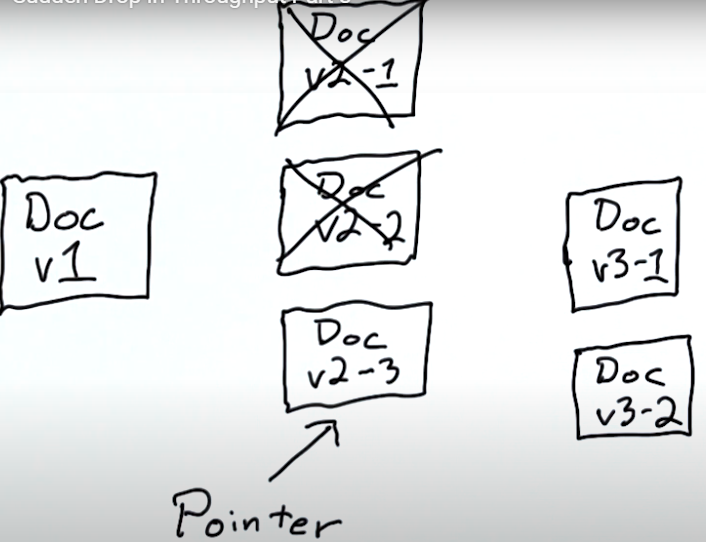 Sudden Drop in Throughput Part 3
Doc
v2-1
Doc
v2-2
Doc
v1
Doc
v2-3
Pointer
Doc
v3-1
Doc
v3-2